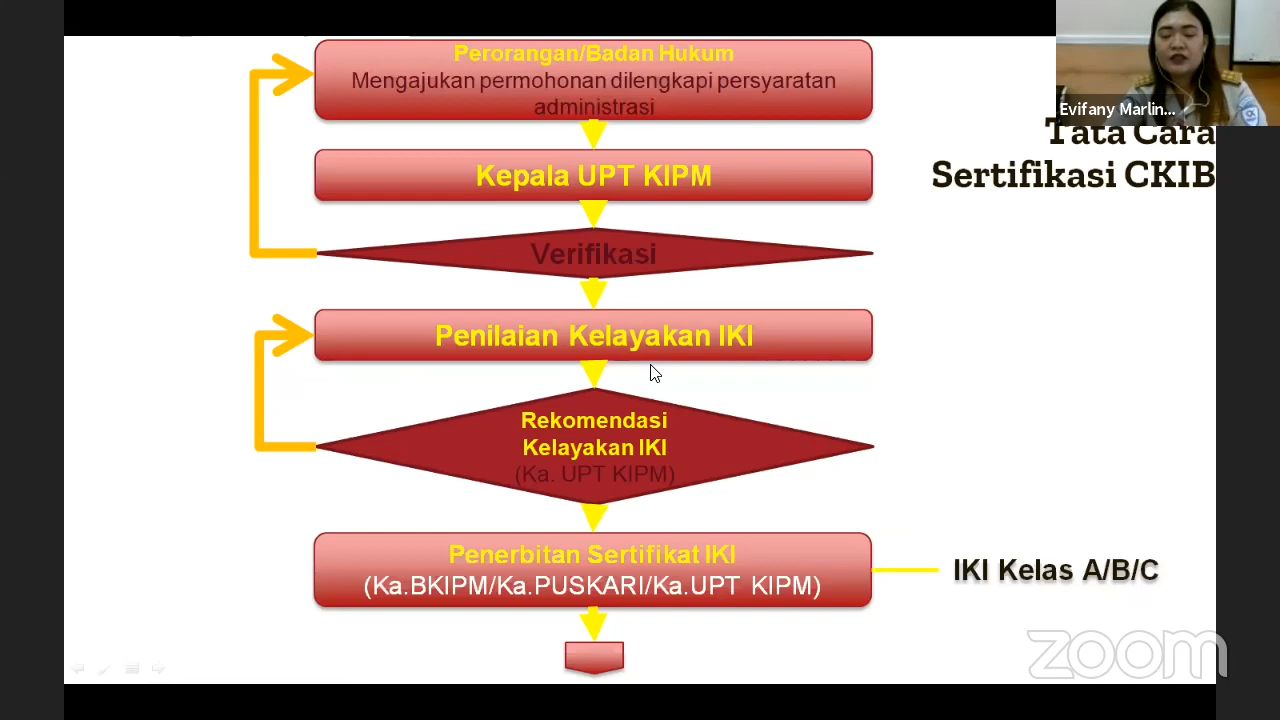 Perorangan/Badan Hukum
Mengajukan permohonan dilengkapi persyaratan
administrasi
Evifany Marlin...
Tata Cara
Sertifikasi CKIB
Kepala UPT KIPM
Verifikasi
Penilaian Kelayakan IKI
Rekomendasi
Kelayakan IKI
(Ka. UPT KIPM)
Penerbitan Sertifikat IKI
(Ka.BKIPM/Ka.PUSKARI/Ka.UPT KIPM)
IKI Kelas A/B/C
zoom